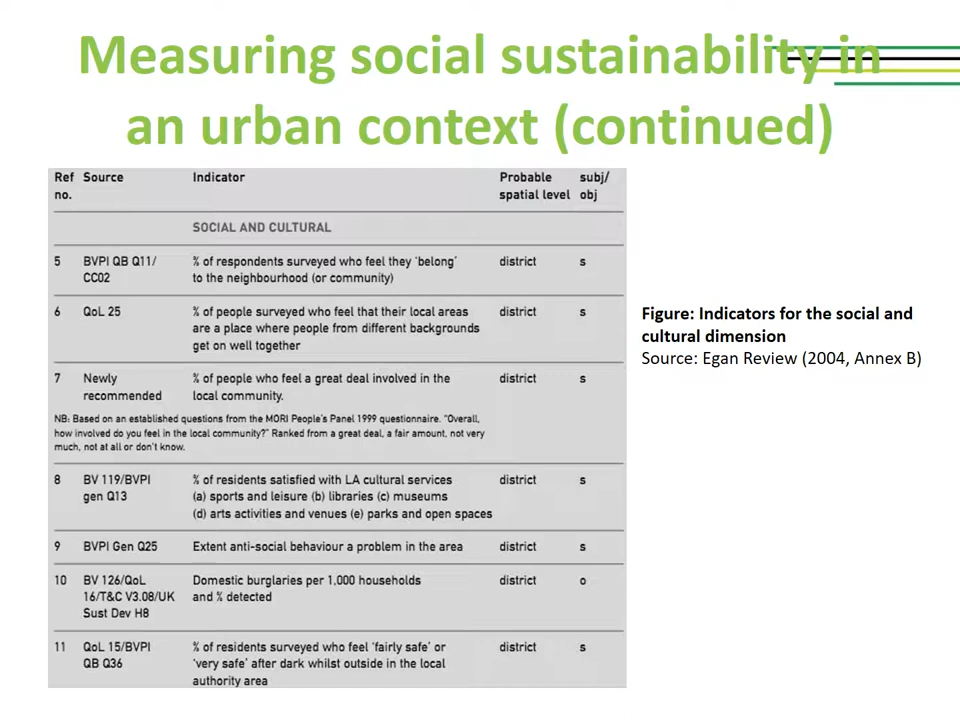 Measuring social sustainability in
an urban context (continued)
Ref Source Indicator Probable subj/
no. spatial level obj
SOCIAL AND CULTURAL
5 BVPI QB Q11/ % of respondents surveyed who feel they ‘belong’ district s
CC02 to the neighbourhood (or community)
6 QoL 25 % of people surveyed who feel that their local areas district s
are a place where people from different backgrounds
get on well together
7 Newly % of people who feel a great deal involved in the district s
recommended local community.
NB: Based on an established questions from the MORI People’s Panel 1999 questionnaire. “Overall,
how involved do you feel in the local community?” Ranked from a great deal, a fair amount, not very
much, not at all or don’t know.
8 BV 119/BVPI % of residents satisfied with LA cultural services district s
gen Q13 (a) sports and leisure (b) libraries (c) museums
(d) arts activities and venues (e) parks and open spaces
9 BVPI Gen Q25 Extent anti-social behaviour a problem in the area district s
10 BV 126/QoL Domestic burglaries per 1,000 households district o
16/T&C V3.08/UK and % detected
Sust Dev H8
11 QoL 15/BVPI % of residents surveyed who feel ‘fairly safe’ or district s
QB Q36 ‘very safe’ after dark whilst outside in the local
authority area
Figure: Indicators for the social and
cultural dimension
Source: Egan Review (2004, Annex B)